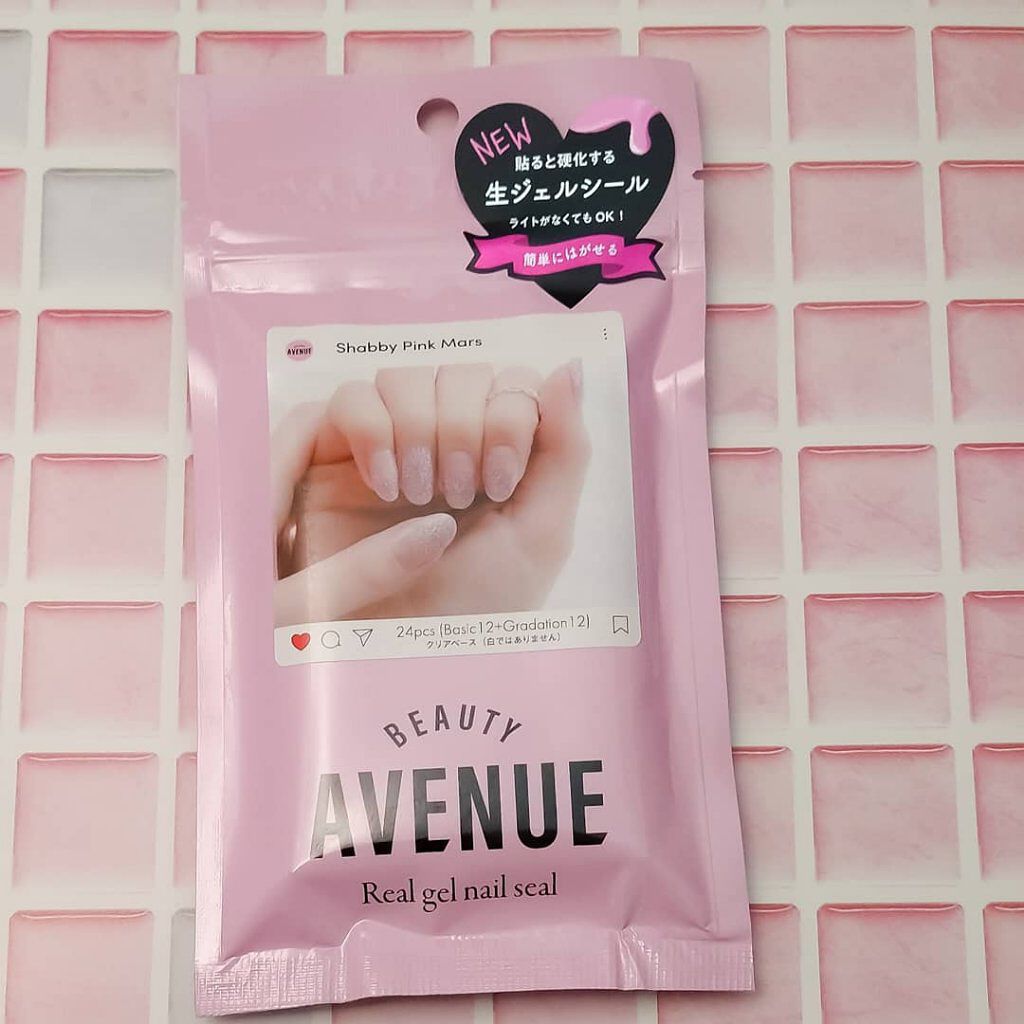 NEW
貼ると硬化する
生ジェルシール
ライトがなくてもOK!
簡単にはがせる
AVENUE
Shabby Pink Mars
24pcs (Basic12+Gradation12)
クリアベース (白ではありません)
BEAUTY
AVENUE
Real gel nail seal